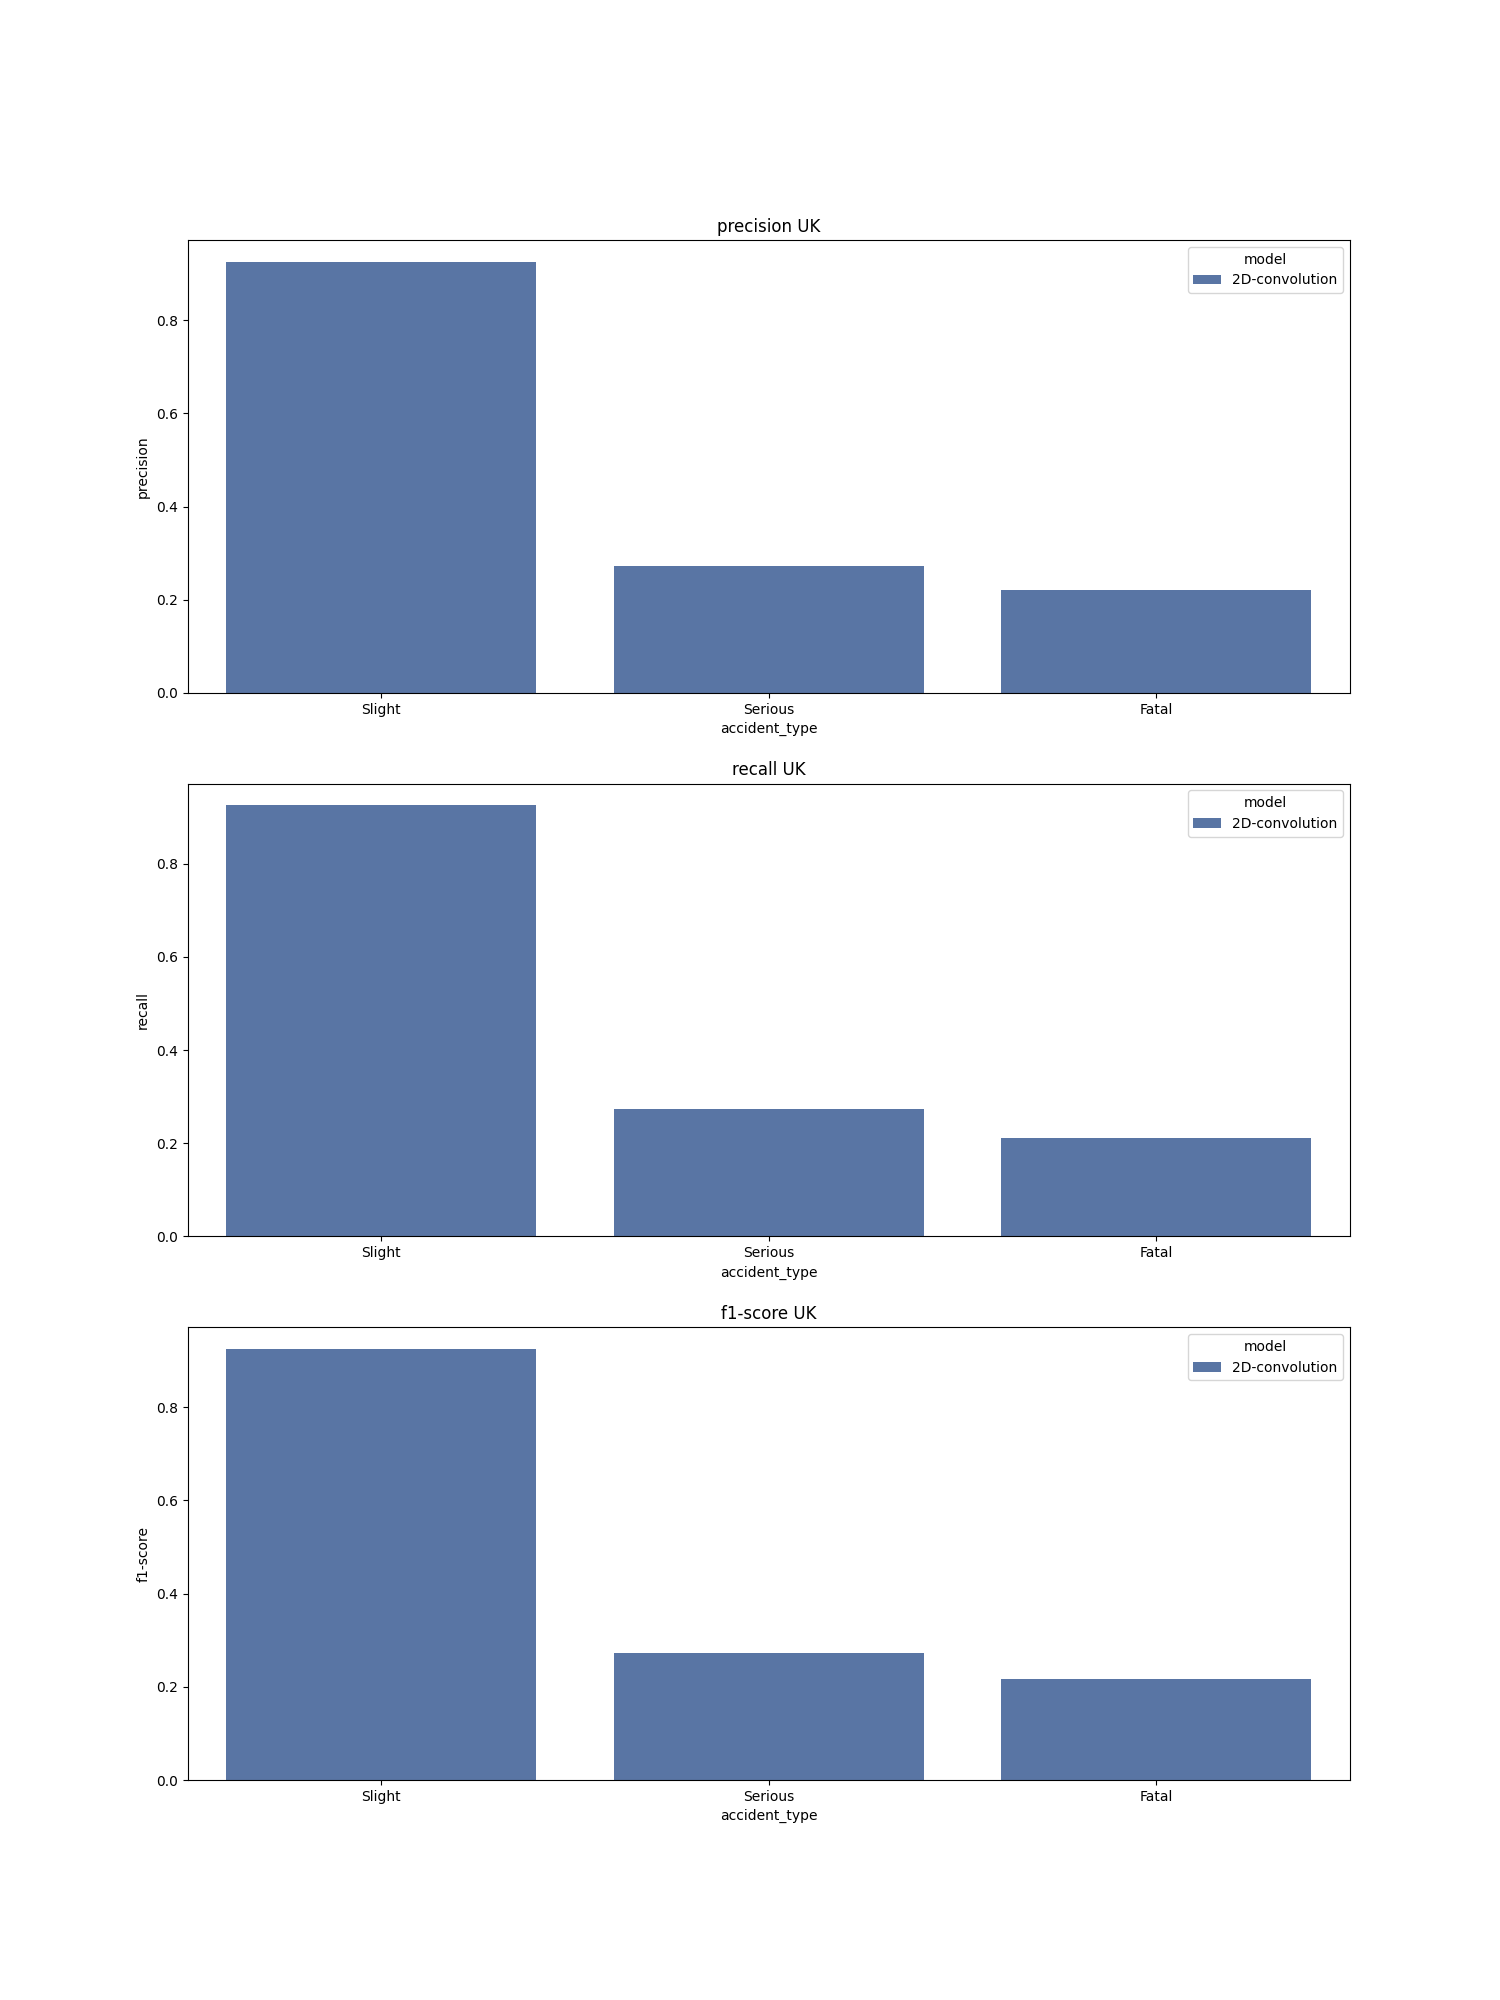 precision UK
model
2D-convolution
0.8
0.6
0.4
0.2
0.0
precision
Slight Serious Fatal
accident_type
recall UK
model
2D-convolution
0.8
0.6
0.4
0.2
0.0
recall
Slight Serious Fatal
accident_type
f1-score UK
model
2D-convolution
0.8
0.6
0.4
0.2
0.0
f1-score
Slight Serious Fatal
accident_type